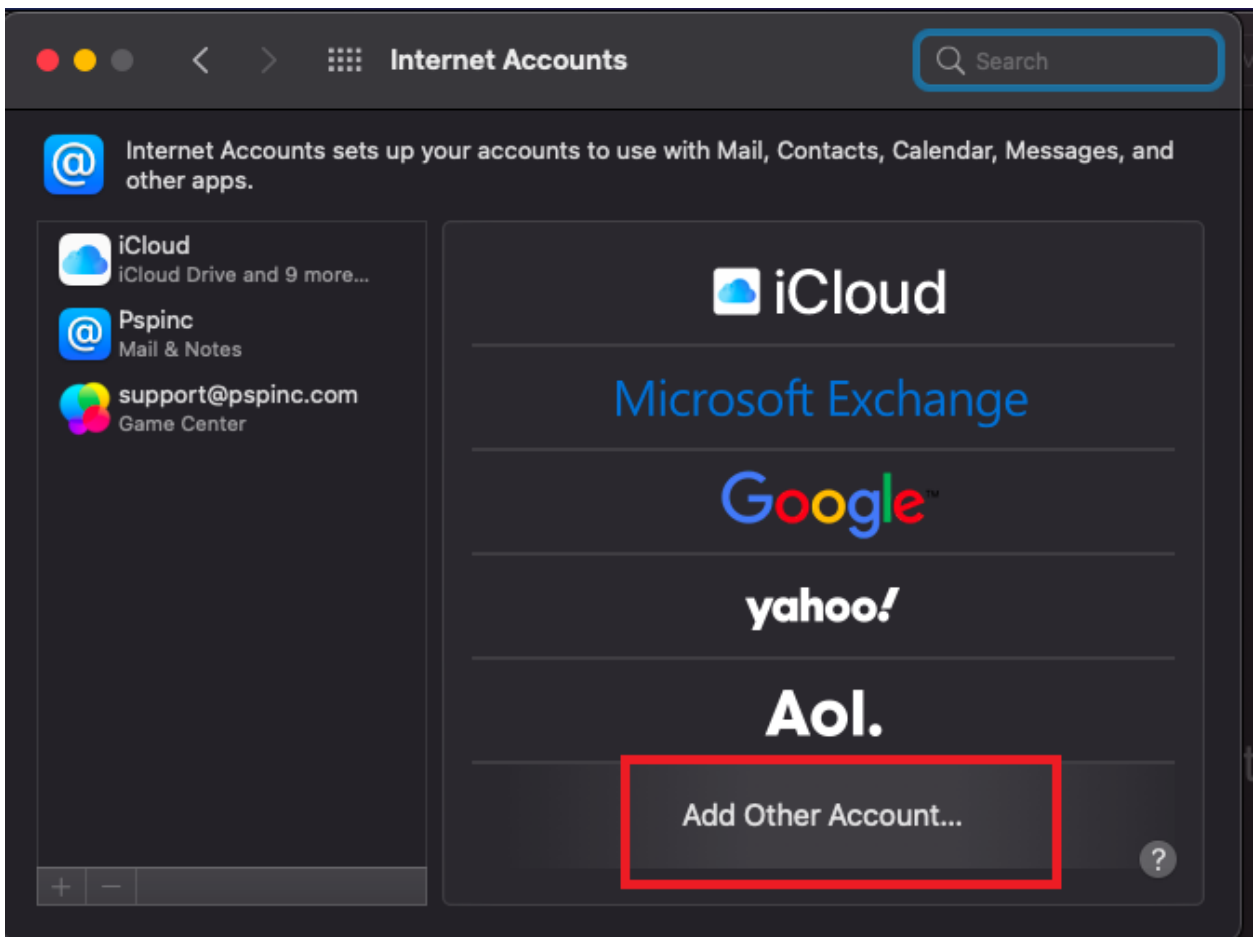 Internet Accounts
Search
Internet Accounts sets up your accounts to use with Mail, Contacts, Calendar, Messages, and
other apps.
iCloud
iCloud Drive and 9 more...
@
Pspinc
Mail & Notes
support@pspinc.com
Game Center
iCloud
Microsoft Exchange
Google™
yahoo!
Aol.
Add Other Account...
?